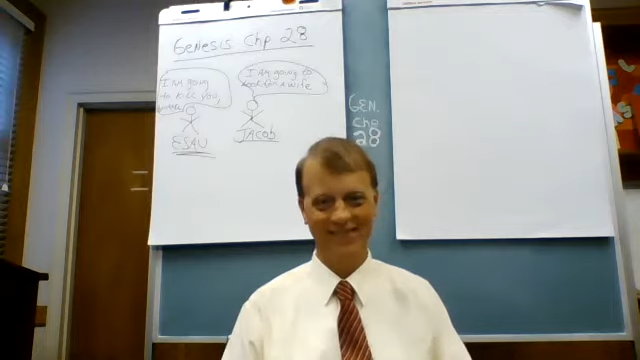 Genesis Chp 28
I AM going
to KILL you,
I AM going to
look for A wife
ESAU
JACOB
GEN.
Chp
28